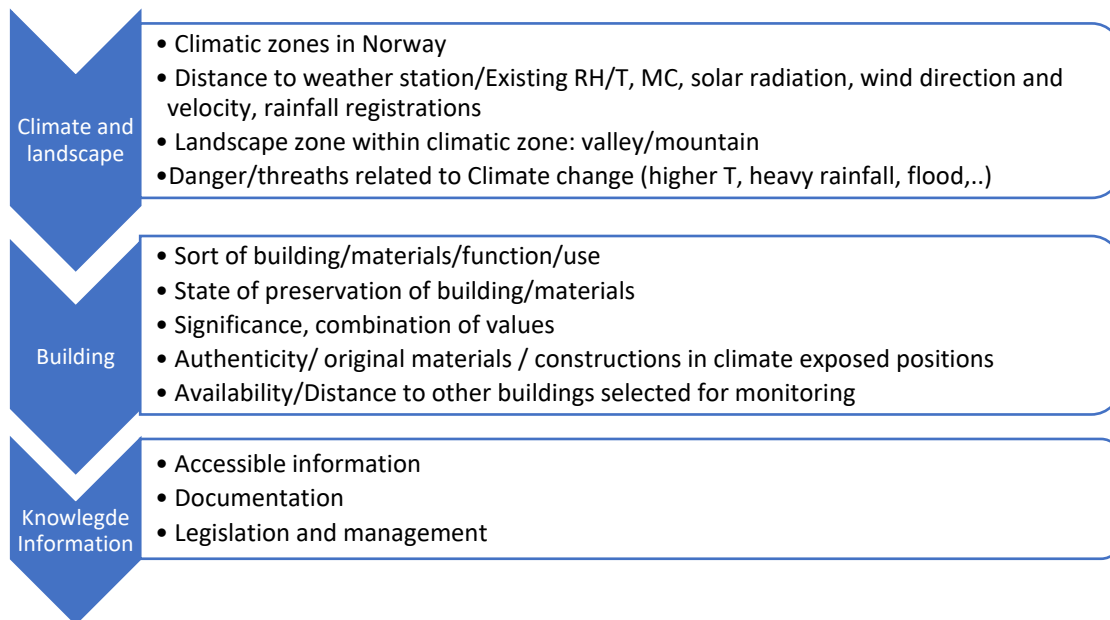 Climate and
landscape
• Climatic zones in Norway
• Distance to weather station/Existing RH/T, MC, solar radiation, wind direction and
velocity, rainfall registrations
• Landscape zone within climatic zone: valley/mountain
•Danger/threaths related to Climate change (higher T, heavy rainfall, flood,..)
Building
• Sort of building/materials/function/use
• State of preservation of building/materials
• Significance, combination of values
• Authenticity/ original materials / constructions in climate exposed positions
• Availability/Distance to other buildings selected for monitoring
Knowlegde
Information
• Accessible information
• Documentation
• Legislation and management